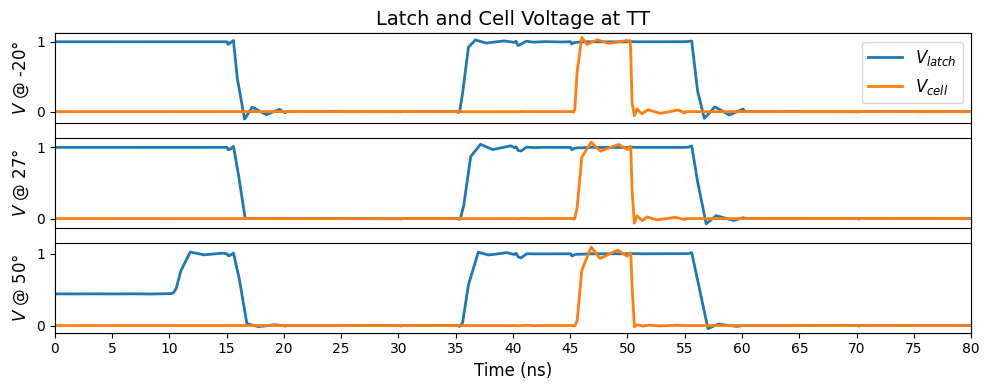 Latch and Cell Voltage at TT
V @ -20°
1
0
V_latch
V_cell
V @ 27°
1
0
V @ 50°
1
0
0 5 10 15 20 25 30 35 40 45 50 55 60 65 70 75 80
Time (ns)